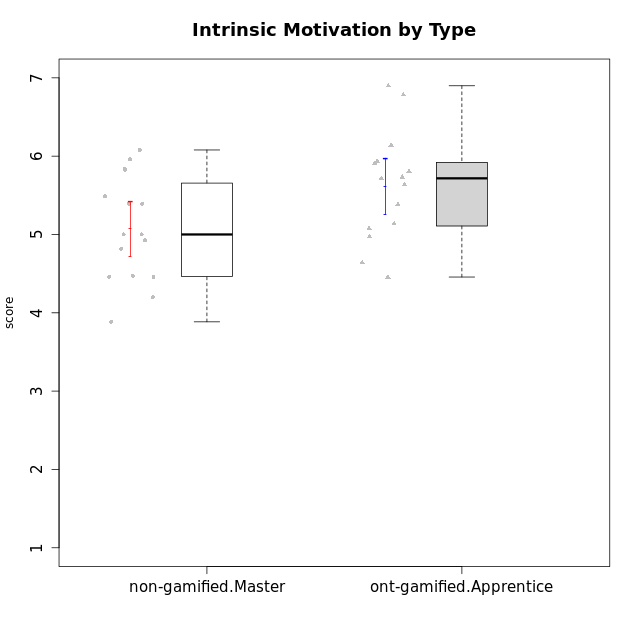 Intrinsic Motivation by Type
7
6
5
4
3
2
1
score
non-gamified.Master
ont-gamified.Apprentice